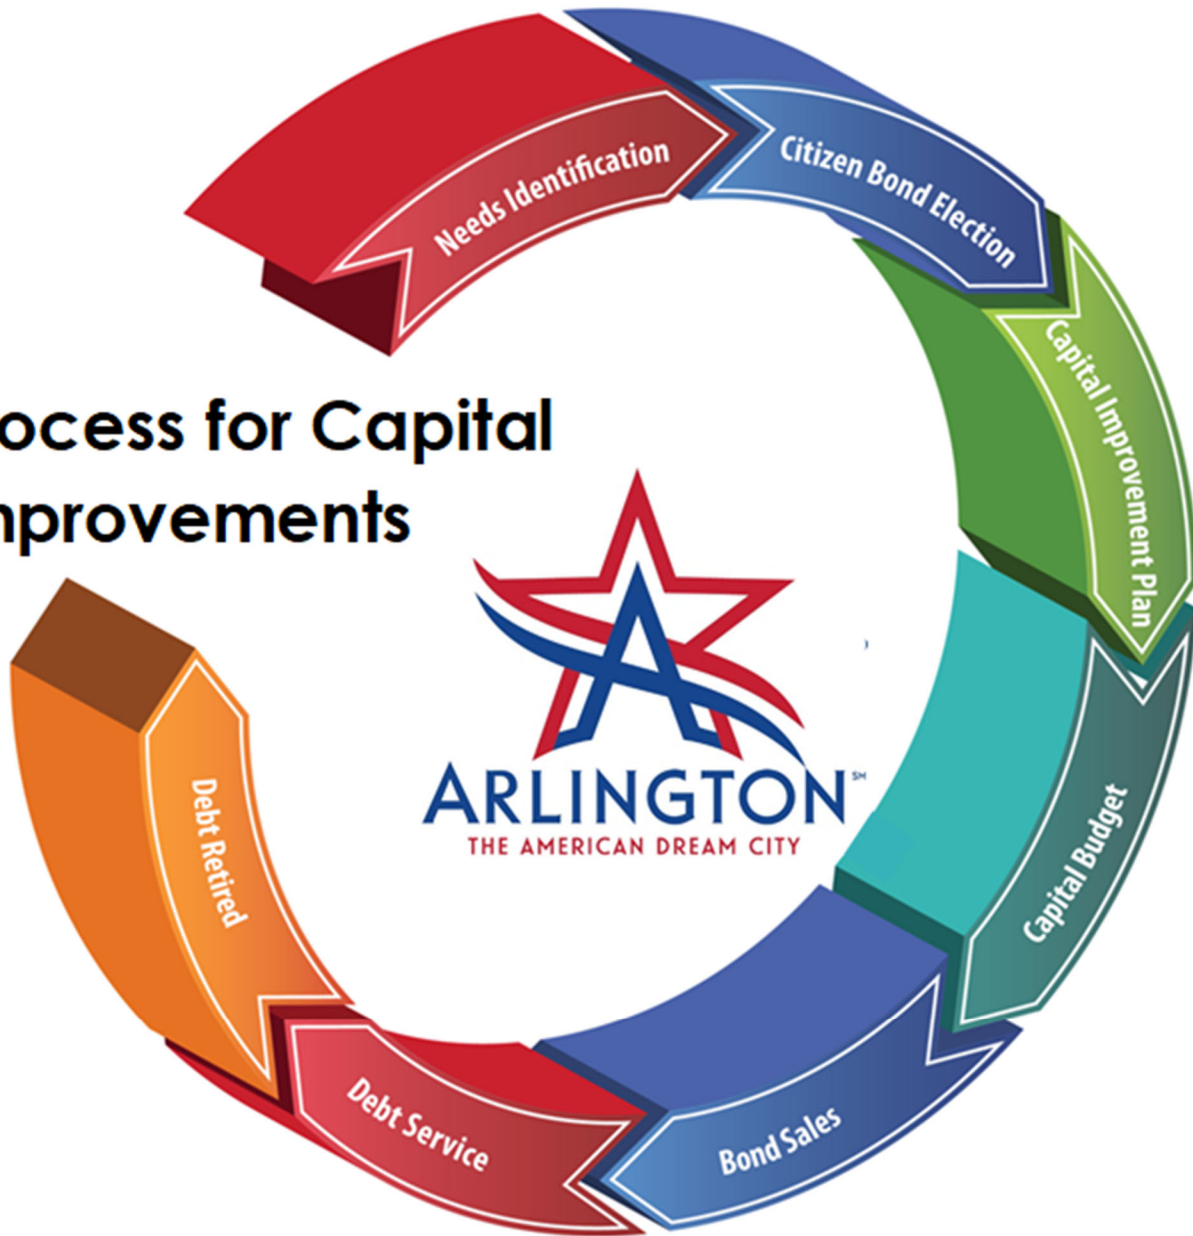 Needs Identification
Citizen Bond Election
Capital Improvement Plan
Capital Budget
Bond Sales
Debt Service
Debt Retired
ocess for Capital
nprovements
ARLINGTON℠
THE AMERICAN DREAM CITY